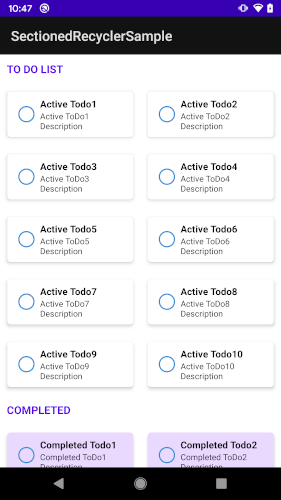 10:47
SectionedRecyclerSample
TO DO LIST
Active Todo1
Active ToDo1
Description
Active Todo2
Active ToDo2
Description
Active Todo3
Active ToDo3
Description
Active Todo4
Active ToDo4
Description
Active Todo5
Active ToDo5
Description
Active Todo6
Active ToDo6
Description
Active Todo7
Active ToDo7
Description
Active Todo8
Active ToDo8
Description
Active Todo9
Active ToDo9
Description
Active Todo10
Active ToDo10
Description
COMPLETED
Completed Todo1
Completed ToDo1
Description
Completed Todo2
Completed ToDo2
Description